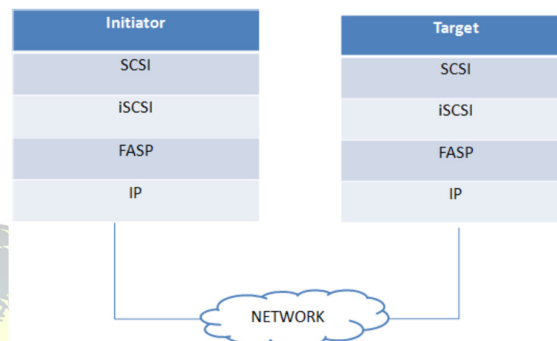 Initiator
SCSI
iSCSI
FASP
IP
Target
SCSI
iSCSI
FASP
IP
NETWORK